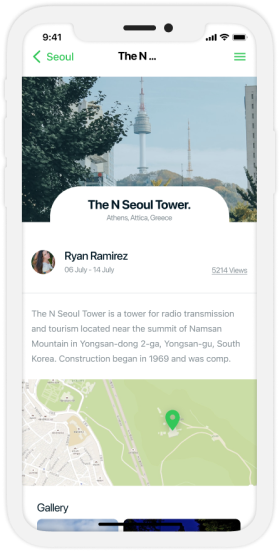 9:41
Seoul
The N ...
The N Seoul Tower.
Athens, Attica, Greece
Ryan Ramirez
06 July - 14 July
5214 Views
The N Seoul Tower is a tower for radio transmission
and tourism located near the summit of Namsan
Mountain in Yongsan-dong 2-ga, Yongsan-gu, South
Korea. Construction began in 1969 and was comp.
Gallery